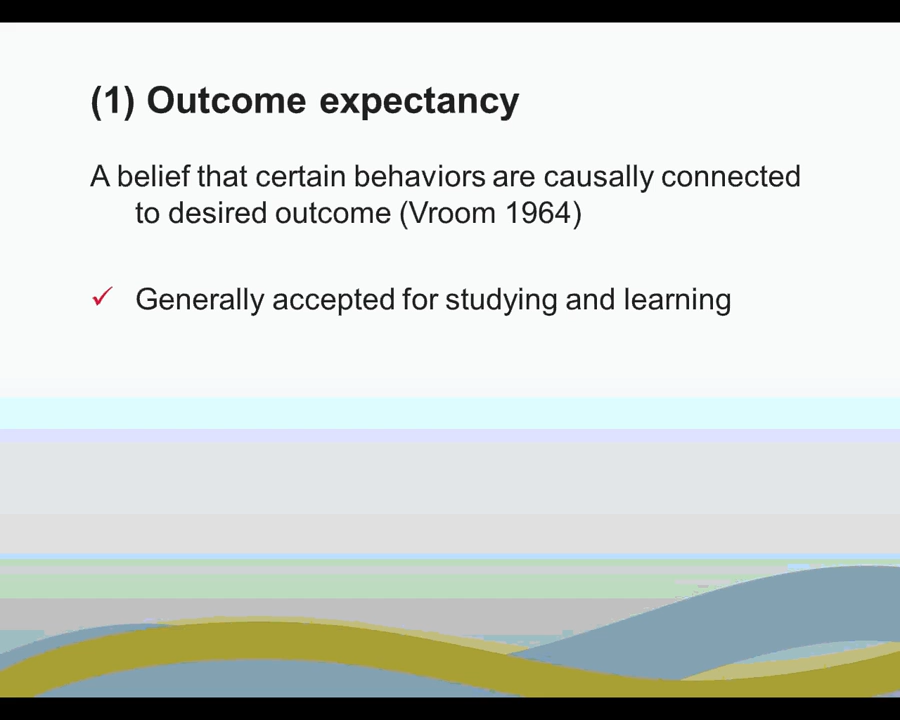 (1) Outcome expectancy
A belief that certain behaviors are causally connected
to desired outcome (Vroom 1964)
✓ Generally accepted for studying and learning